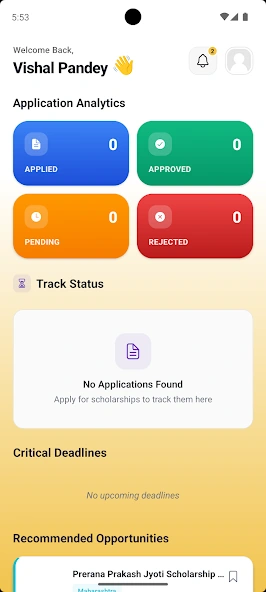 5:53
Welcome Back,
Vishal Pandey 👋
2
Application Analytics
0
APPLIED
0
APPROVED
0
PENDING
0
REJECTED
Track Status
No Applications Found
Apply for scholarships to track them here
Critical Deadlines
No upcoming deadlines
Recommended Opportunities
Prerana Prakash Jyoti Scholarship ...
Maharashtra